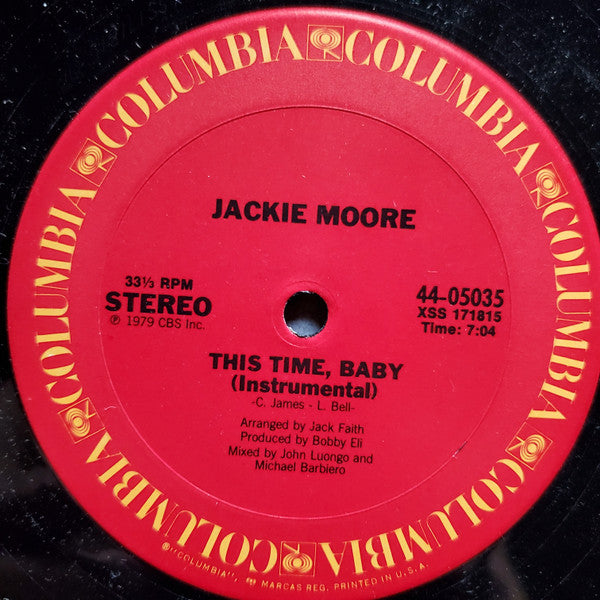 COLUMBIA COLUMBIA COLUMBIA COLUMBIA COLUMBIA COLUMBIA COLUMBIA COLUMBIA
JACKIE MOORE
33⅓ RPM
STEREO
℗ 1979 CBS Inc.
44-05035
XSS 171815
Time: 7:04
THIS TIME, BABY
(Instrumental)
-C. James - L. Bell-
Arranged by Jack Faith
Produced by Bobby Eli
Mixed by John Luongo and
Michael Barbiero
"COLUMBIA", MARCAS REG. PRINTED IN U.S.A.